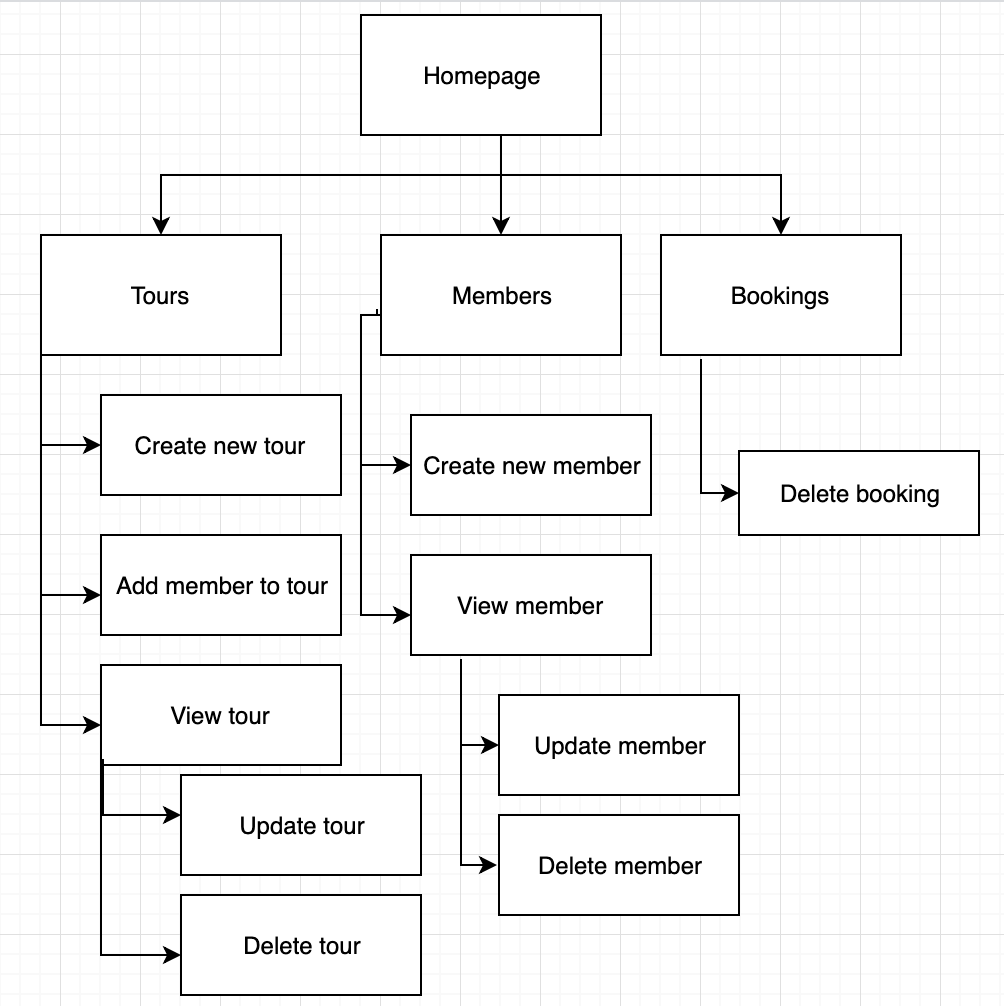 Homepage
Tours
Members
Bookings
Create new tour
Create new member
Delete booking
Add member to tour
View member
View tour
Update member
Update tour
Delete member
Delete tour